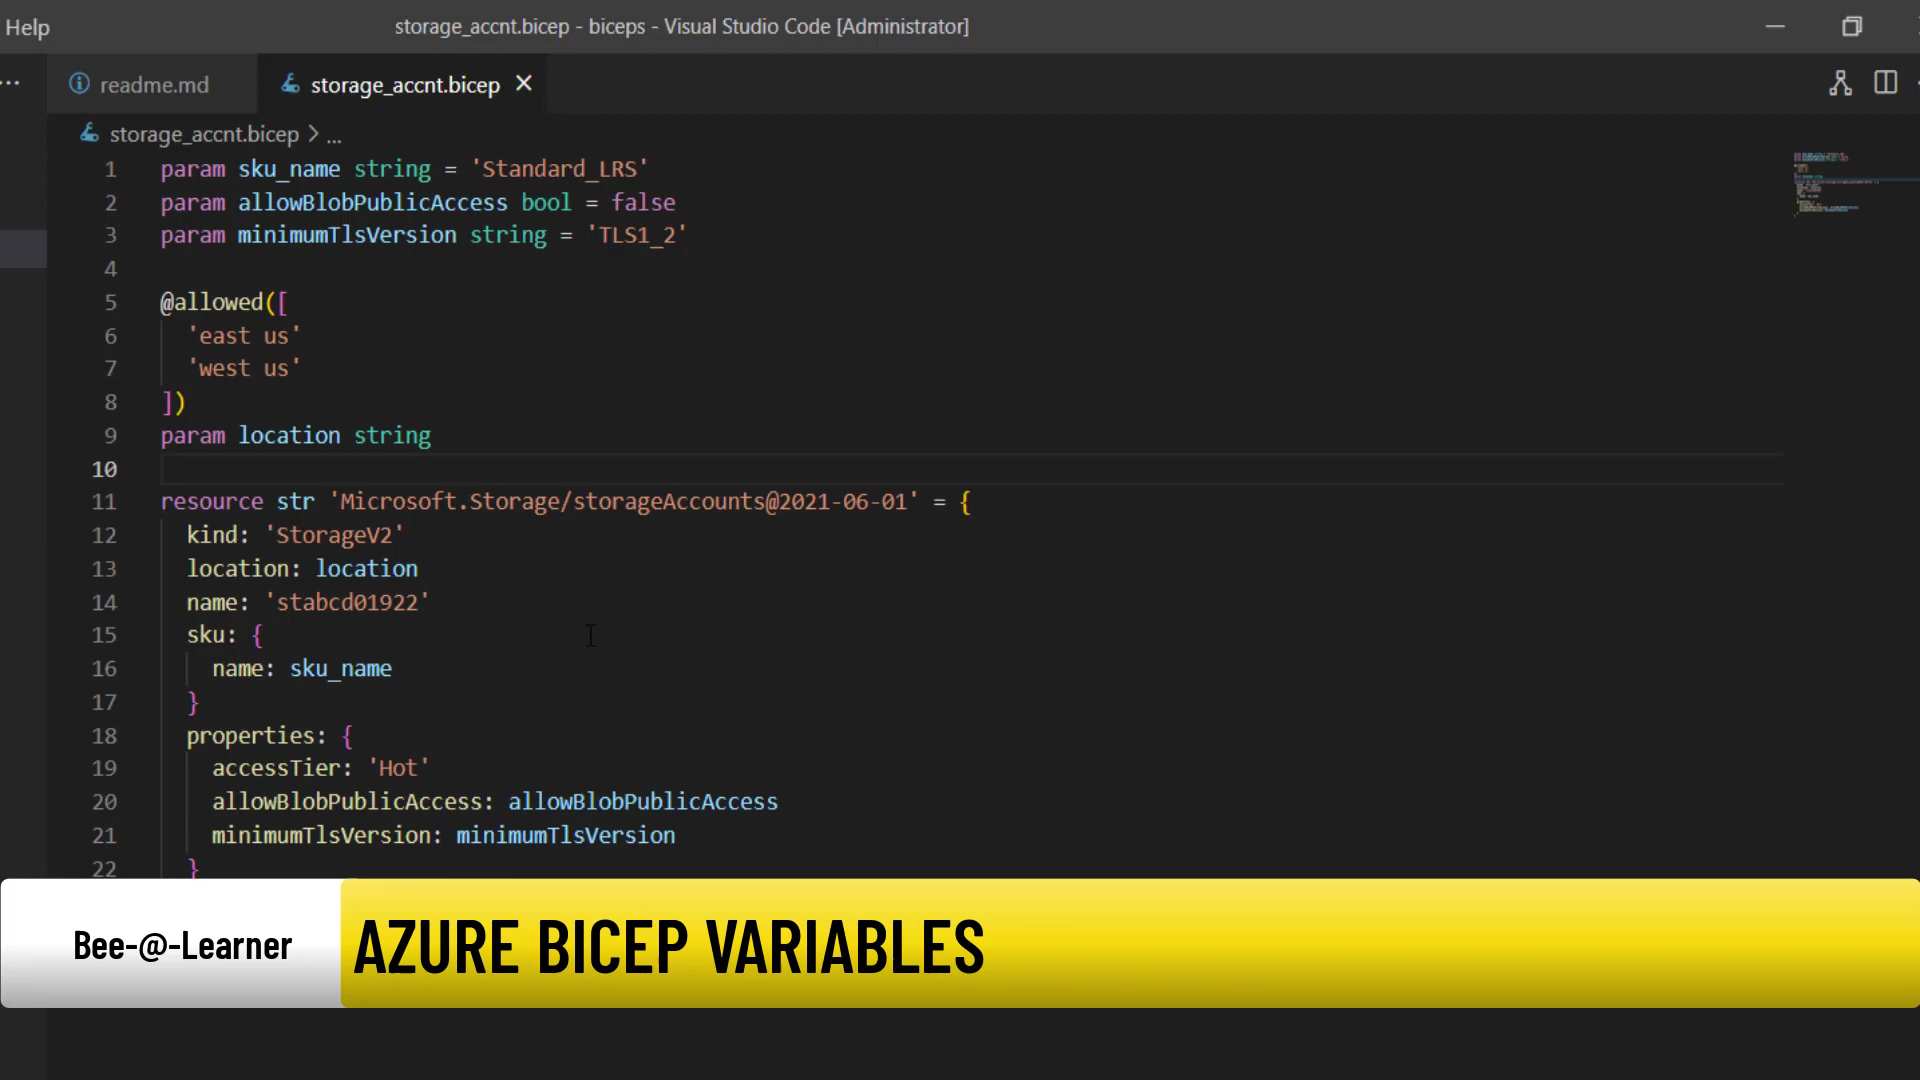 Help
storage_accnt.bicep - biceps - Visual Studio Code [Administrator]
... readme.md storage_accnt.bicep
storage_accnt.bicep > ...
1 param sku_name string = 'Standard_LRS'
2 param allowBlobPublicAccess bool = false
3 param minimumTlsVersion string = 'TLS1_2'
4
5 @allowed([
6 'east us'
7 'west us'
8 ])
9 param location string
10
11 resource str 'Microsoft.Storage/storageAccounts@2021-06-01' = {
12 kind: 'StorageV2'
13 location: location
14 name: 'stabcd01922'
15 sku: {
16 name: sku_name
17 }
18 properties: {
19 accessTier: 'Hot'
20 allowBlobPublicAccess: allowBlobPublicAccess
21 minimumTlsVersion: minimumTlsVersion
22 }
Bee-@-Learner
AZURE BICEP VARIABLES